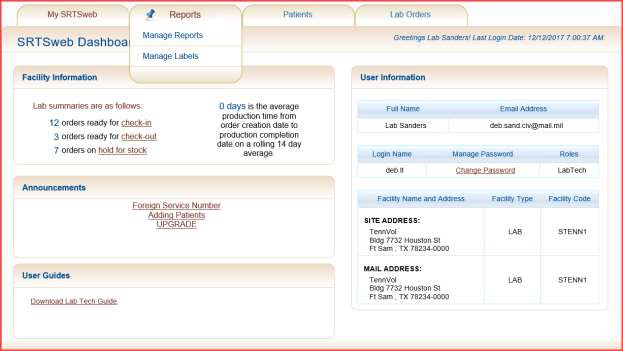 My SRTSweb
Reports
Patients
Lab Orders
Manage Reports
Manage Labels
SRTSweb Dashboa
Greetings Lab Sanders! Last Login Date: 12/12/2017 7:00:37 AM
Facility Information
Lab summaries are as follows:
12 orders ready for check-in
3 orders ready for check-out
7 orders on hold for stock
0 days is the average
production time from
order creation date to
production completion
date on a rolling 14 day
average.
Announcements
Foreign Service Number
Adding Patients
UPGRADE
User Guides
Download Lab Tech Guide
User Information
Full Name Email Address
Lab Sanders deb.sand.civ@mail.mil
Login Name Manage Password Roles
deb.lt Change Password LabTech
Facility Name and Address Facility Type Facility Code
SITE ADDRESS:
TennVol LAB STENN1
Bldg 7732 Houston St
Ft Sam , TX 78234-0000
MAIL ADDRESS:
TennVol LAB STENN1
Bldg 7732 Houston St
Ft Sam , TX 78234-0000